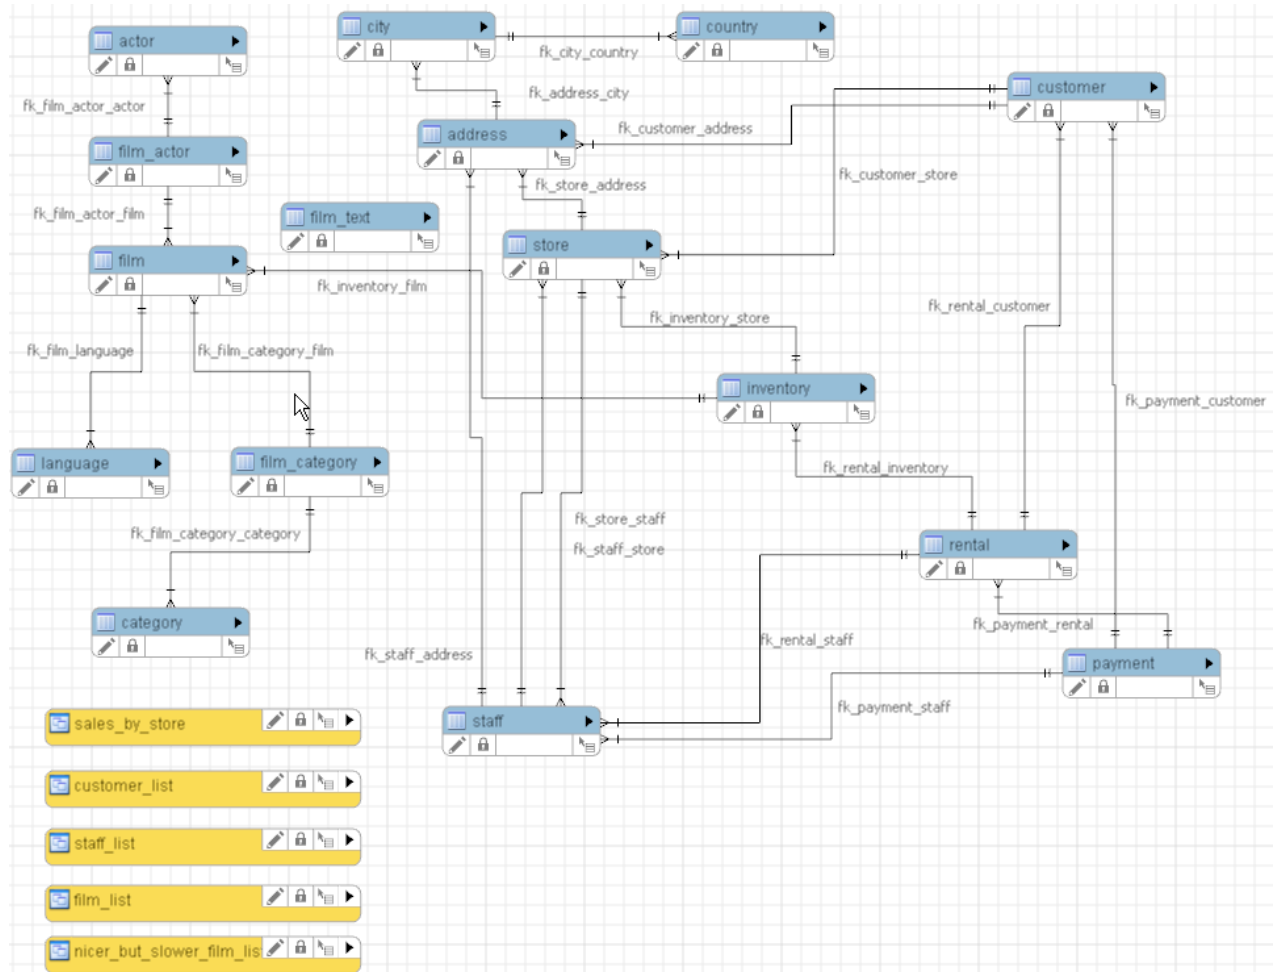 city
country
actor
fk_city_country
customer
fk_address_city
fk_film_actor_actor
address
fk_customer_address
film_actor
fk_customer_store
fk_store_address
fk_film_actor_film
film_text
store
film
fk_inventory_film
fk_rental_customer
fk_inventory_store
fk_film_language
fk_film_category_film
inventory
fk_payment_customer
language
film_category
fk_rental_inventory
fk_store_staff
fk_film_category_category
rental
fk_staff_store
category
fk_payment_rental
fk_rental_staff
fk_staff_address
payment
fk_payment_staff
staff
sales_by_store
customer_list
staff_list
film_list
nicer_but_slower_film_lis